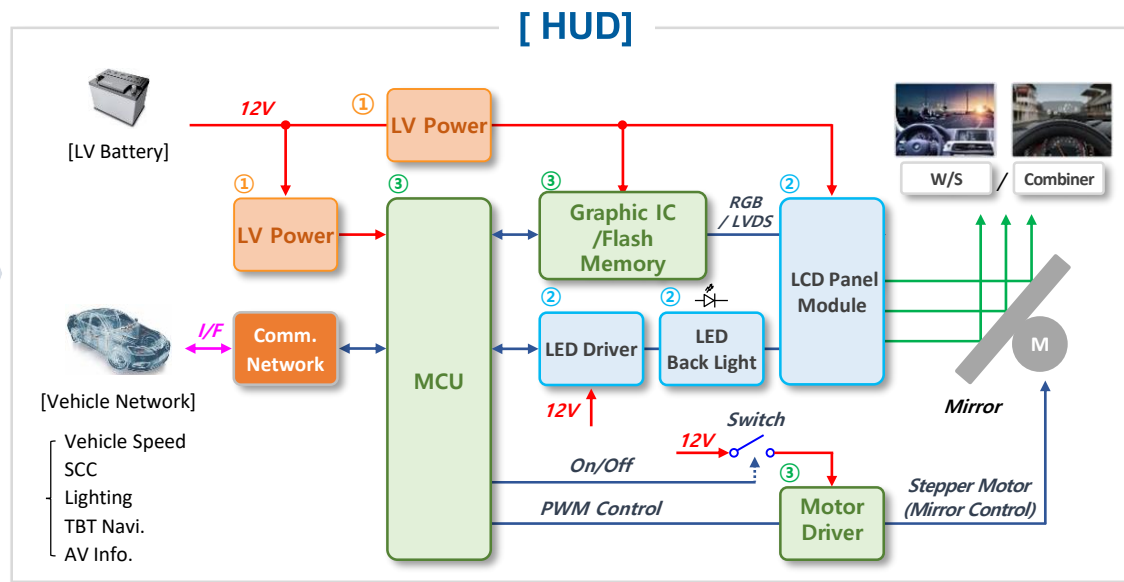 [ HUD]
12V
①
LV Power
[LV Battery]
W/S
/
Combiner
①
LV Power
③
MCU
③
Graphic IC
/Flash
Memory
RGB
/ LVDS
②
LCD Panel
Module
I/F
Comm.
Network
②
LED Driver
②
LED
Back Light
12V
M
Mirror
[Vehicle Network]
Vehicle Speed
SCC
Lighting
TBT Navi.
AV Info.
Switch
12V
On/Off
PWM Control
③
Motor
Driver
Stepper Motor
(Mirror Control)